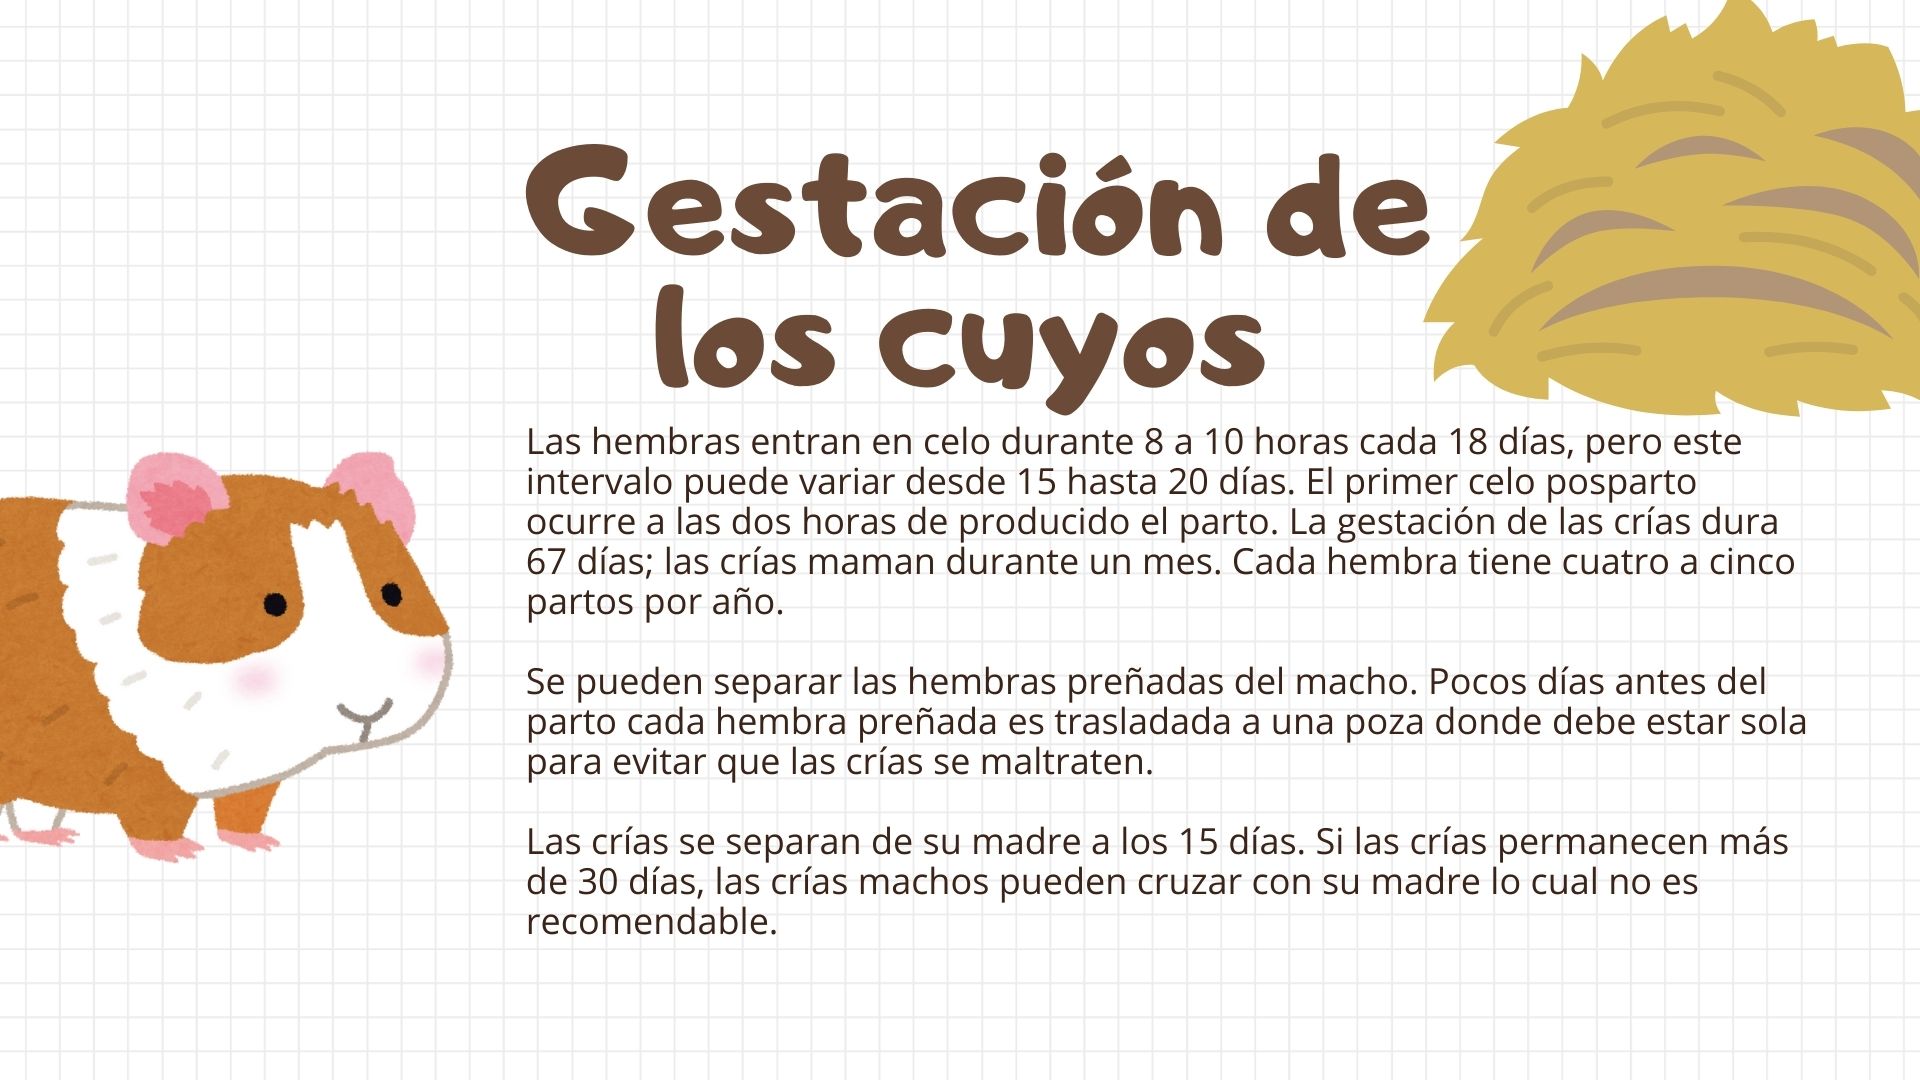 Gestación de
los cuyos
Las hembras entran en celo durante 8 a 10 horas cada 18 días, pero este
intervalo puede variar desde 15 hasta 20 días. El primer celo posparto
ocurre a las dos horas de producido el parto. La gestación de las crías dura
67 días; las crías maman durante un mes. Cada hembra tiene cuatro a cinco
partos por año.
Se pueden separar las hembras preñadas del macho. Pocos días antes del
parto cada hembra preñada es trasladada a una poza donde debe estar sola
para evitar que las crías se maltraten.
Las crías se separan de su madre a los 15 días. Si las crías permanecen más
de 30 días, las crías machos pueden cruzar con su madre lo cual no es
recomendable.